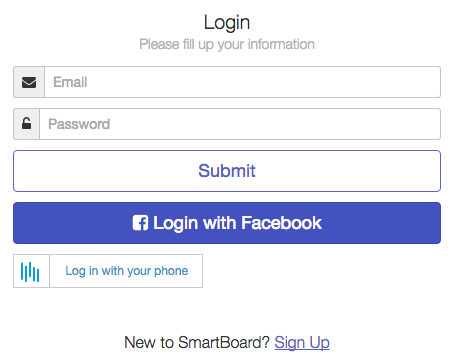 Login
Please fill up your information
Email
Password
Submit
Login with Facebook
Log in with your phone
New to SmartBoard? Sign Up